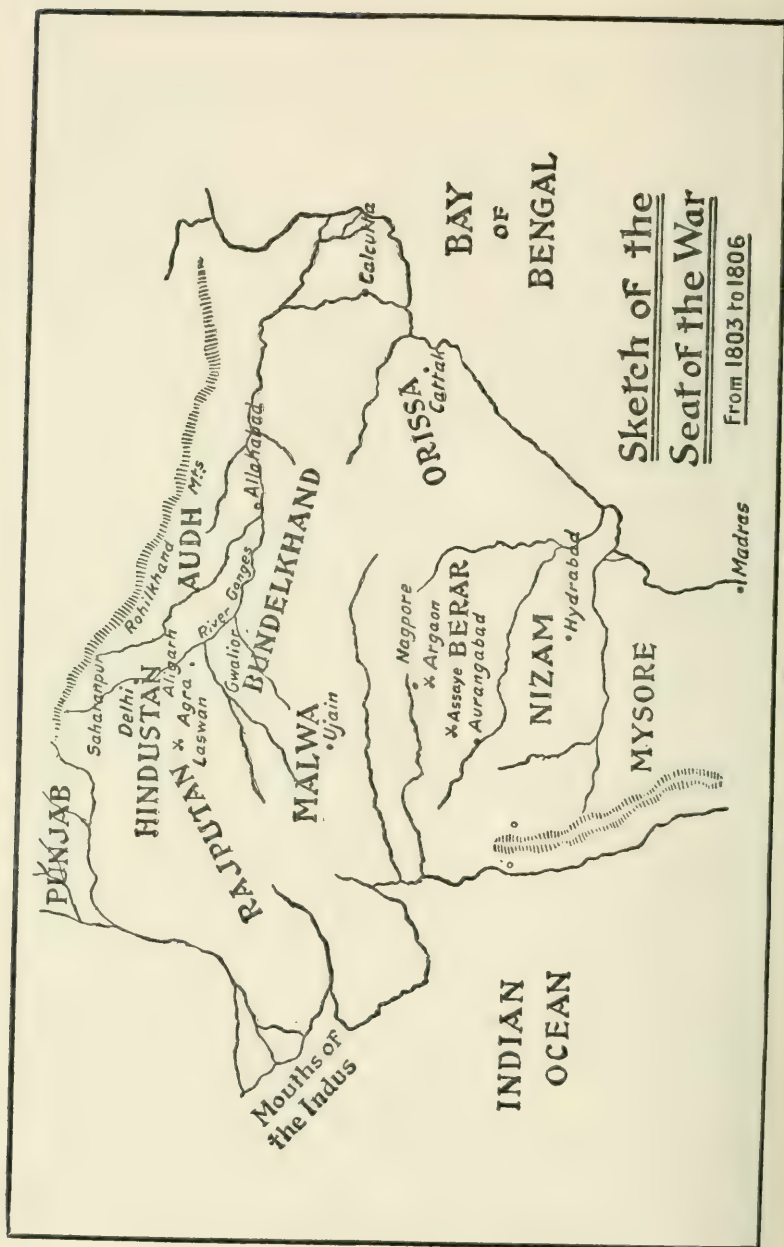 PUNJAB
Saharanpur
Rohilkhand
Delhi
HINDUSTAN
Aligarh
AUDH Mts
Agra
Laswan
River Ganges
RAJPUTAN
Gwalior
BUNDELKHAND
Allahabad
MALWA
Ujain
Calcutta
Mouths of
the Indus
Nagpore
Argaon
Assaye
BERAR
Aurangabad
ORISSA
Cattak
NIZAM
Hydrabad
MYSORE
Madras
INDIAN
OCEAN
BAY
OF
BENGAL
Sketch of the
Seat of the War
From 1803 to 1806